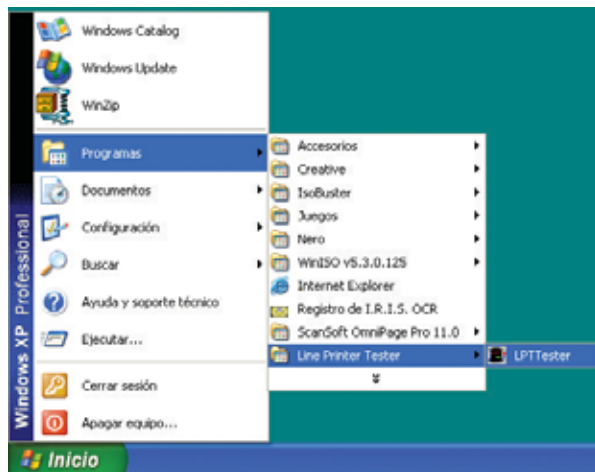 Windows Catalog
Windows Update
WinZip
Programas
Documentos
Configuración
Buscar
Ayuda y soporte técnico
Ejecutar...
Cerrar sesión
Apagar equipo...
Windows XP Professional
Inicio
Accesorios
Creative
IsoBuster
Juegos
Nero
WinISO v5.3.0.125
Internet Explorer
Registro de I.R.I.S. OCR
ScanSoft OmniPage Pro 11.0
Line Printer Tester
LPTTester